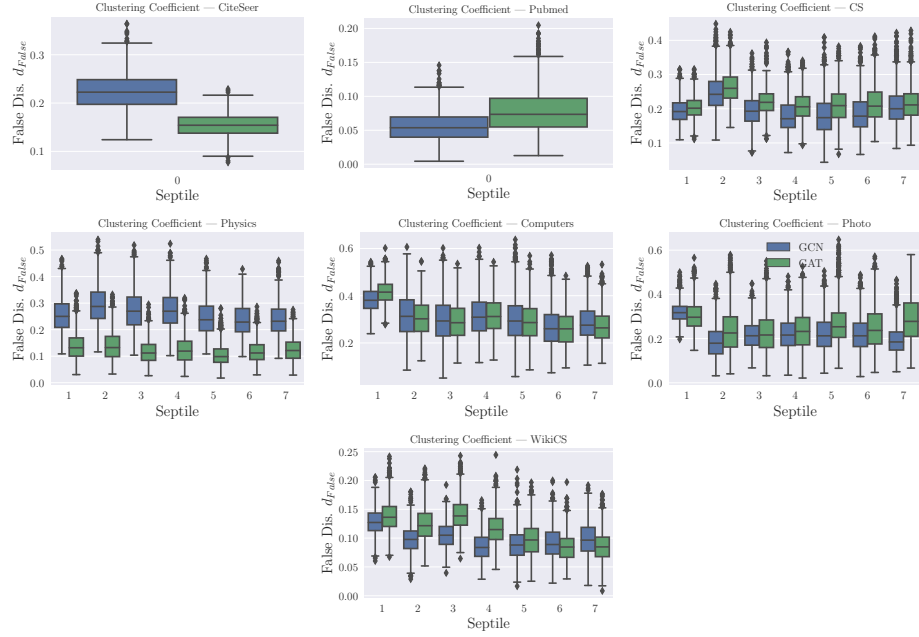 Clustering Coefficient — CiteSeer
False Dis. d_False
0.3
0.2
0.1
0
Septile
Clustering Coefficient — Pubmed
False Dis. d_False
0.20
0.15
0.10
0.05
0.00
0
Septile
Clustering Coefficient — CS
False Dis. d_False
0.4
0.3
0.2
0.1
1 2 3 4 5 6 7
Septile
Clustering Coefficient — Physics
False Dis. d_False
0.5
0.4
0.3
0.2
0.1
0.0
1 2 3 4 5 6 7
Septile
Clustering Coefficient — Computers
False Dis. d_False
0.6
0.4
0.2
1 2 3 4 5 6 7
Septile
Clustering Coefficient — Photo
GCN
GAT
False Dis. d_False
0.6
0.4
0.2
0.0
1 2 3 4 5 6 7
Septile
Clustering Coefficient — WikiCS
False Dis. d_False
0.25
0.20
0.15
0.10
0.05
0.00
1 2 3 4 5 6 7
Septile